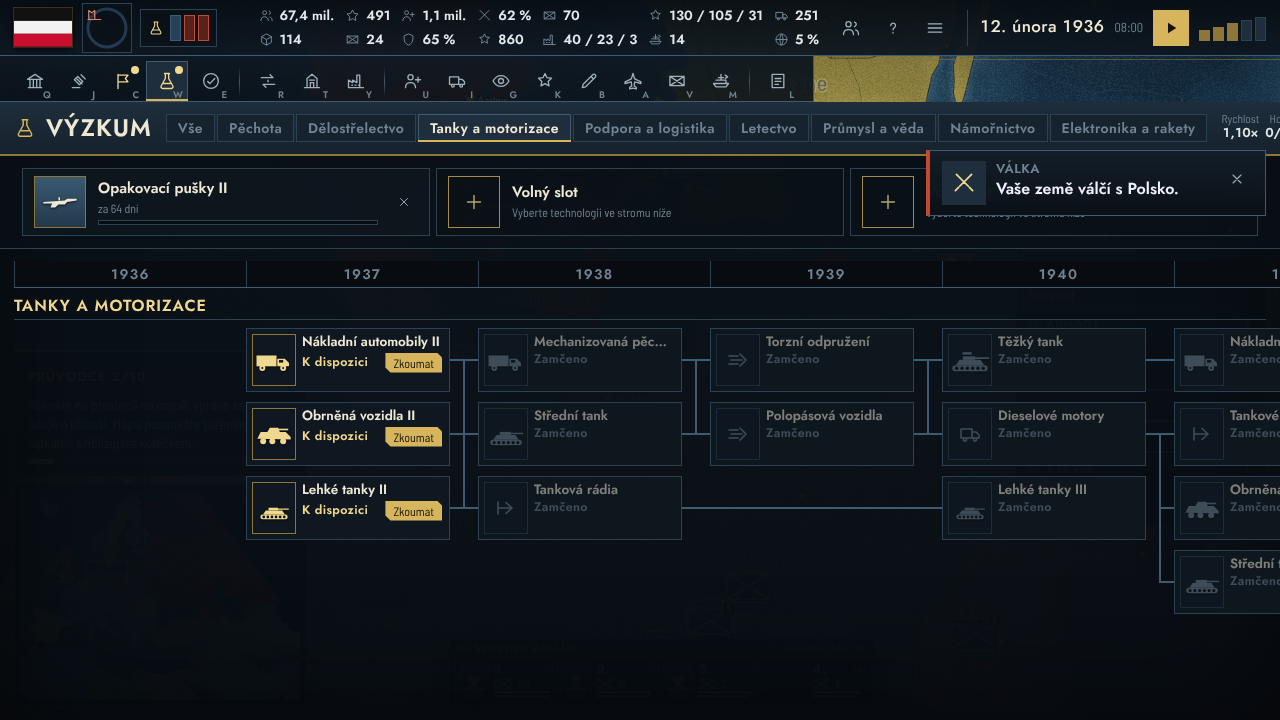 67,4 mil. 491 1,1 mil. 62 % 70 130 / 105 / 31 251
114 24 65 % 860 40 / 23 / 3 14 5 %
? 12. února 1936 08:00
Q J C W E R T Y U I G K B A V M L
VÝZKUM Vše Pěchota Dělostřelectvo Tanky a motorizace Podpora a logistika Letectvo Průmysl a věda Námořnictvo Elektronika a rakety Rychlost
1,10×
VÁLKA
Vaše země válčí s Polsko.
Opakovací pušky II
za 64 dní
Volný slot
Vyberte technologii ve stromu níže
1936 1937 1938 1939 1940
TANKY A MOTORIZACE
Nákladní automobily II
K dispozici Zkoumat
Mechanizovaná pěc...
Zamčeno
Torzní odpružení
Zamčeno
Těžký tank
Zamčeno
Nákladn
Zamčeno
Obrněná vozidla II
K dispozici Zkoumat
Střední tank
Zamčeno
Polopásová vozidla
Zamčeno
Dieselové motory
Zamčeno
Tankové
Zamčeno
Lehké tanky II
K dispozici Zkoumat
Tanková rádia
Zamčeno
Lehké tanky III
Zamčeno
Obrněná
Zamčeno
Střední t
Zamčeno